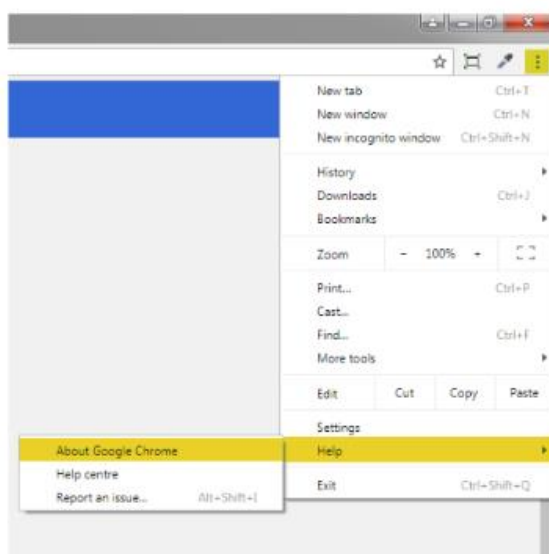 New tab Ctrl+T
New window Ctrl+N
New incognito window Ctrl+Shift+N
History
Downloads Ctrl+J
Bookmarks
Zoom - 100% +
Print... Ctrl+P
Cast...
Find... Ctrl+F
More tools
Edit Cut Copy Paste
Settings
Help
About Google Chrome
Help centre
Report an issue... Alt+Shift+I
Exit Ctrl+Shift+Q